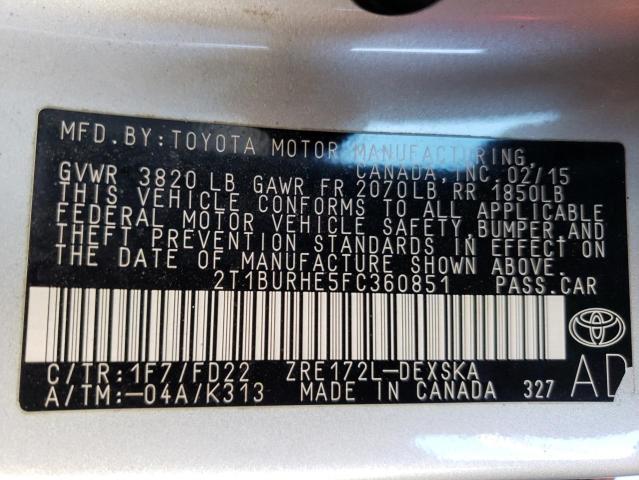 MFD. BY: TOYOTA MOTOR MANUFACTURING,
CANADA, INC. 02/15
GVWR 3820 LB GAWR FR 2070LB, RR 1850LB
THIS VEHICLE CONFORMS TO ALL APPLICABLE
FEDERAL MOTOR VEHICLE SAFETY, BUMPER, AND
THEFT PREVENTION STANDARDS IN EFFECT ON
THE DATE OF MANUFACTURE SHOWN ABOVE.
2T1BURHE5FC360851 PASS.CAR
C/TR:1F7/FD22 ZRE172L-DEXSKA
A/TM:-04A/K313 MADE IN CANADA 327 AD